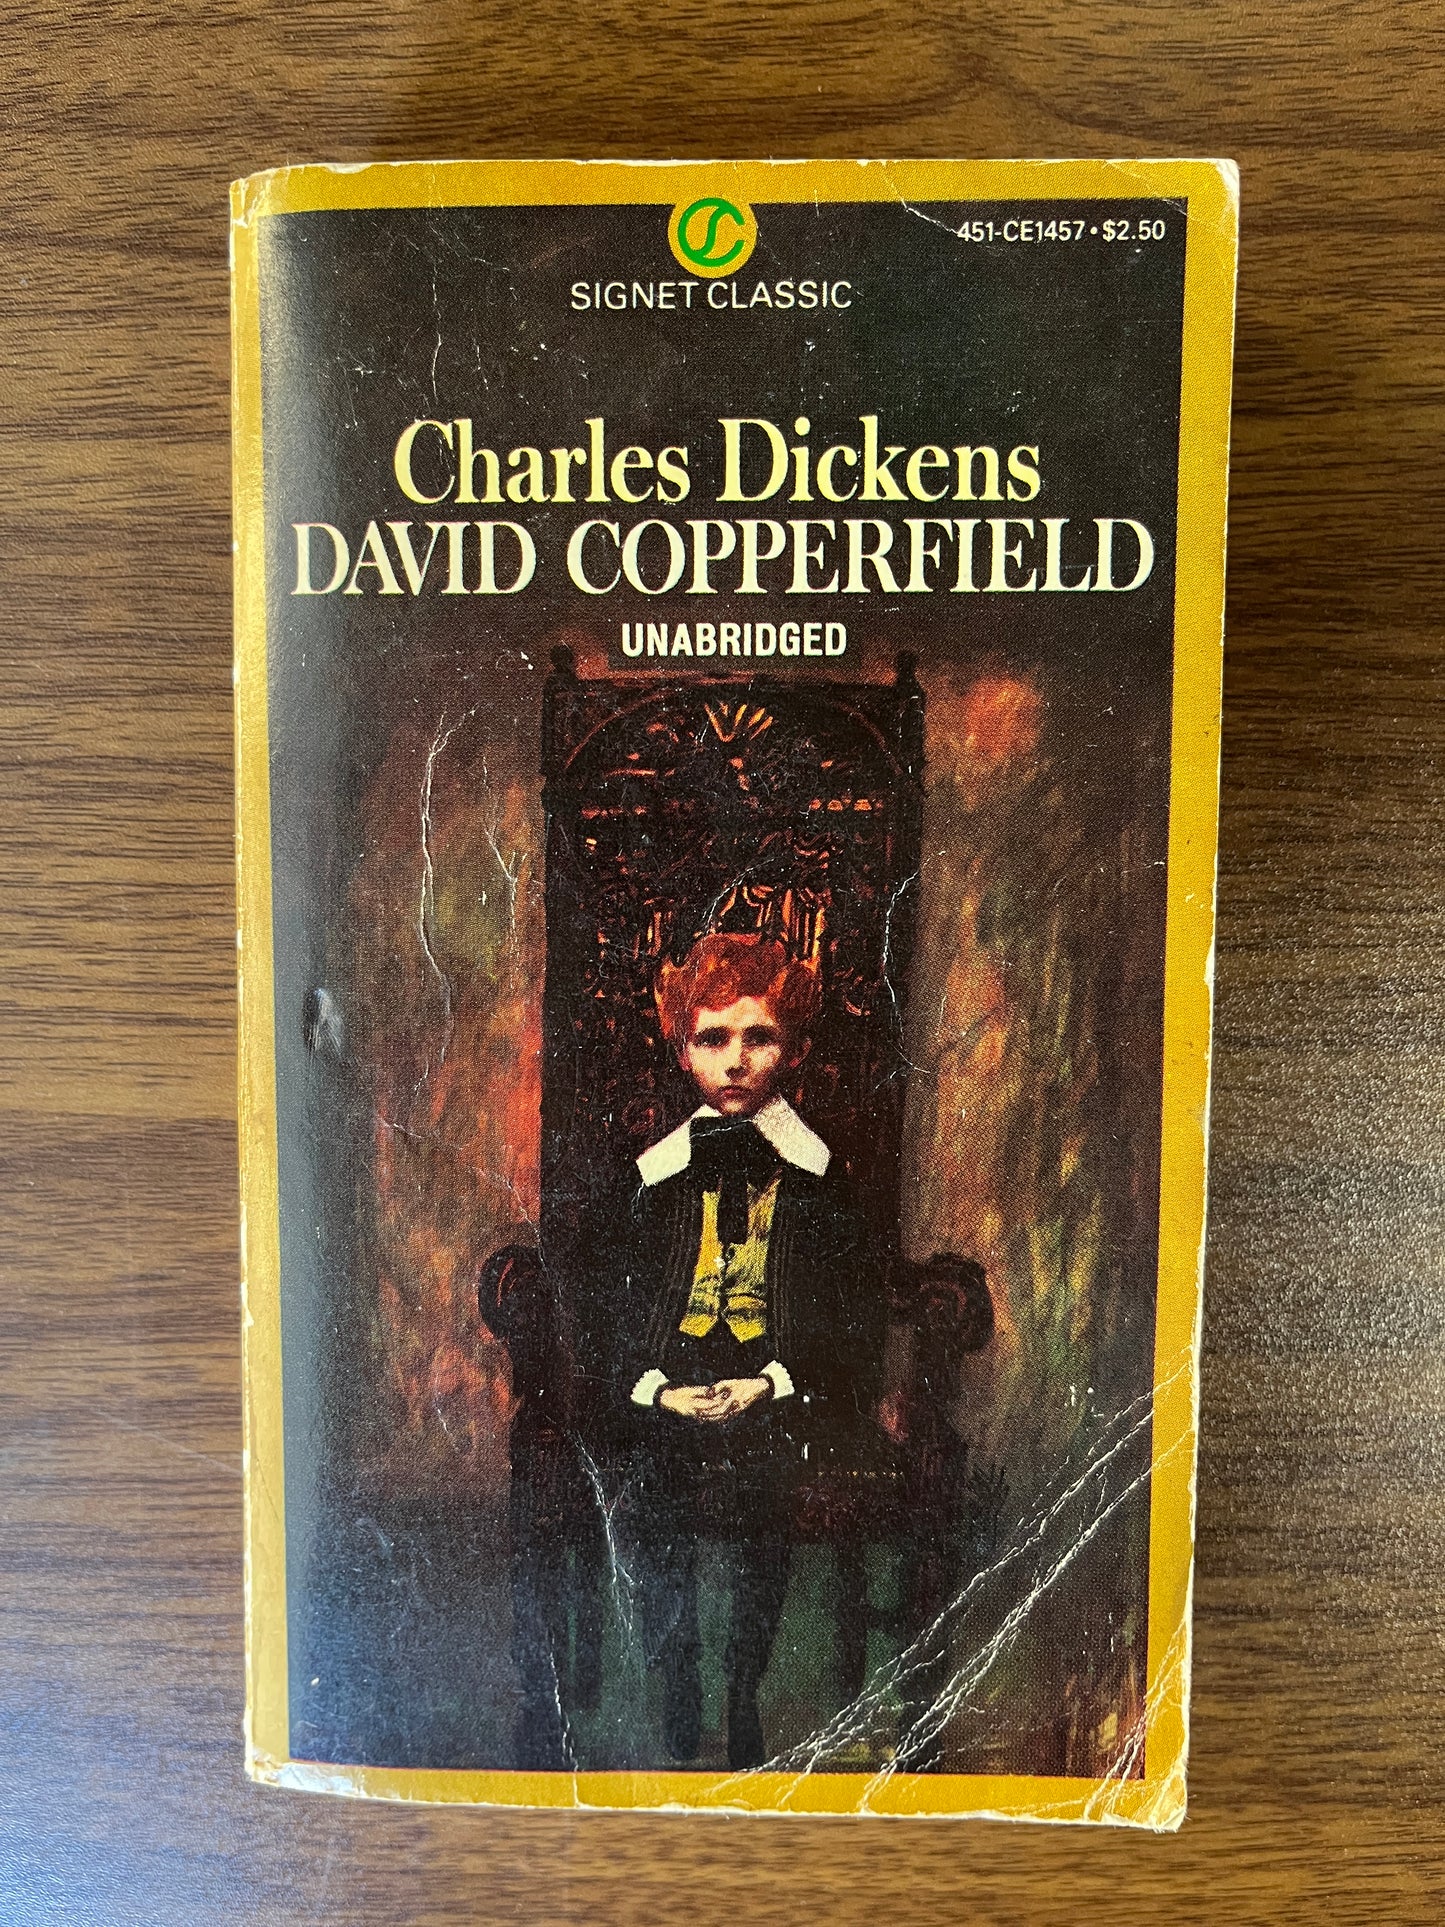 451-CE1457 • $2.50
SIGNET CLASSIC
Charles Dickens
DAVID COPPERFIELD
UNABRIDGED